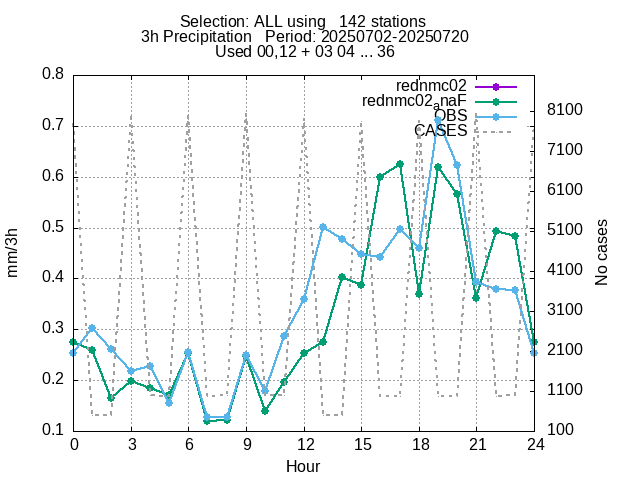 Selection: ALL using   142 stations
3h Precipitation   Period: 20250702-20250720
Used 00,12 + 03 04 ... 36
rednmc02
rednmc02_anaF
OBS
CASES
0.8
0.7
0.6
0.5
0.4
0.3
0.2
0.1
mm/3h
8100
7100
6100
5100
4100
3100
2100
1100
100
No cases
0 3 6 9 12 15 18 21 24
Hour